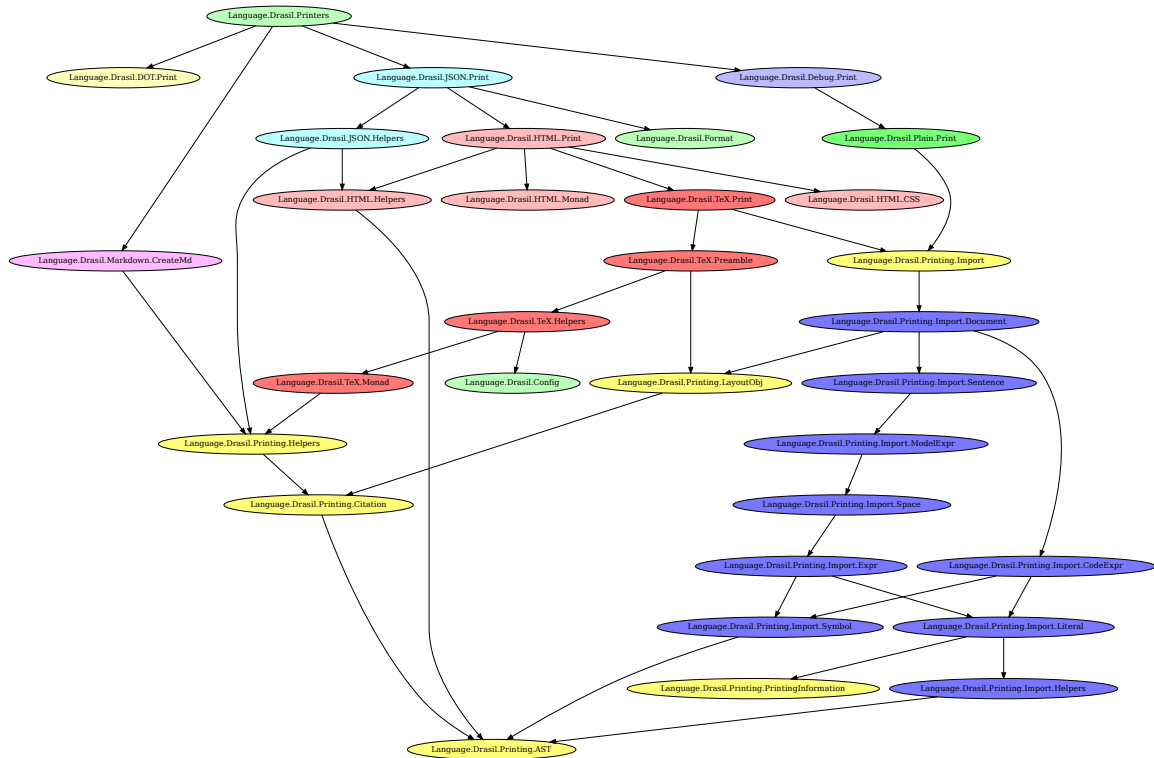 Language.Drasil.Printers
Language.Drasil.DOT.Print
Language.Drasil.JSON.Print
Language.Drasil.Debug.Print
Language.Drasil.JSON.Helpers
Language.Drasil.HTML.Print
Language.Drasil.Format
Language.Drasil.Plain.Print
Language.Drasil.HTML.Helpers
Language.Drasil.HTML.Monad
Language.Drasil.TeX.Print
Language.Drasil.HTML.CSS
Language.Drasil.Markdown.CreateMd
Language.Drasil.TeX.Preamble
Language.Drasil.Printing.Import
Language.Drasil.TeX.Helpers
Language.Drasil.Printing.Import.Document
Language.Drasil.TeX.Monad
Language.Drasil.Config
Language.Drasil.Printing.LayoutObj
Language.Drasil.Printing.Import.Sentence
Language.Drasil.Printing.Helpers
Language.Drasil.Printing.Import.ModelExpr
Language.Drasil.Printing.Citation
Language.Drasil.Printing.Import.Space
Language.Drasil.Printing.Import.Expr
Language.Drasil.Printing.Import.CodeExpr
Language.Drasil.Printing.Import.Symbol
Language.Drasil.Printing.Import.Literal
Language.Drasil.Printing.PrintingInformation
Language.Drasil.Printing.Import.Helpers
Language.Drasil.Printing.AST